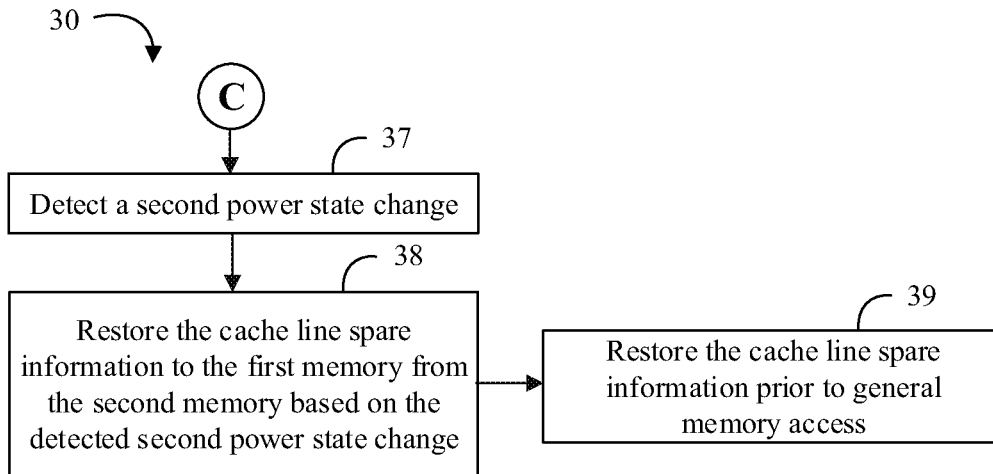 30
C
37
Detect a second power state change
38
Restore the cache line spare
information to the first memory from
the second memory based on the
detected second power state change
39
Restore the cache line spare
information prior to general
memory access